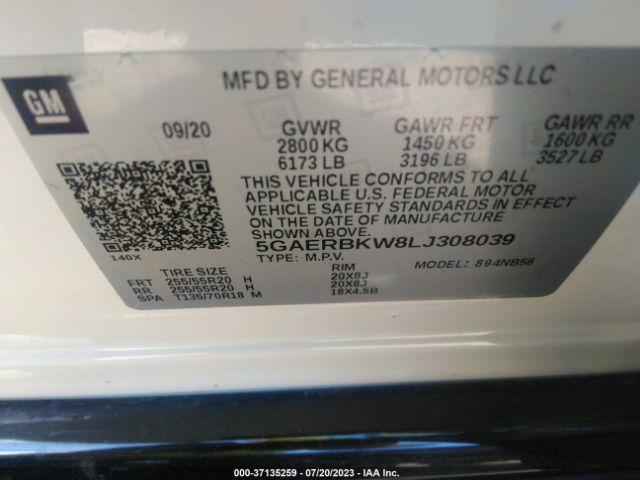 GM
MFD BY GENERAL MOTORS LLC
09/20 GVWR GAWR FRT GAWR RR
2800 KG 1450 KG 1600 KG
6173 LB 3196 LB 3527 LB
THIS VEHICLE CONFORMS TO ALL
APPLICABLE U.S. FEDERAL MOTOR
VEHICLE SAFETY STANDARDS IN EFFECT
ON THE DATE OF MANUFACTURE
SHOWN ABOVE.
5GAERBKW8LJ308039
140X TYPE: M.P.V. MODEL: 894NB56
TIRE SIZE RIM
FRT 255/55R20 H 20X8J
RR 255/55R20 H 20X8J
SPA T135/70R18 M 18X4.5B
000-37135259 - 07/20/2023 - IAA Inc.